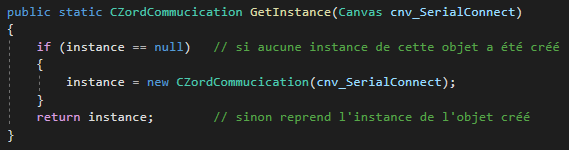 public static CZordCommucication GetInstance(Canvas cnv_SerialConnect)
{
    if (instance == null)   // si aucune instance de cette objet a été créé
    {
        instance = new CZordCommucication(cnv_SerialConnect);
    }
    return instance;        // sinon reprend l'instance de l'objet créé
}